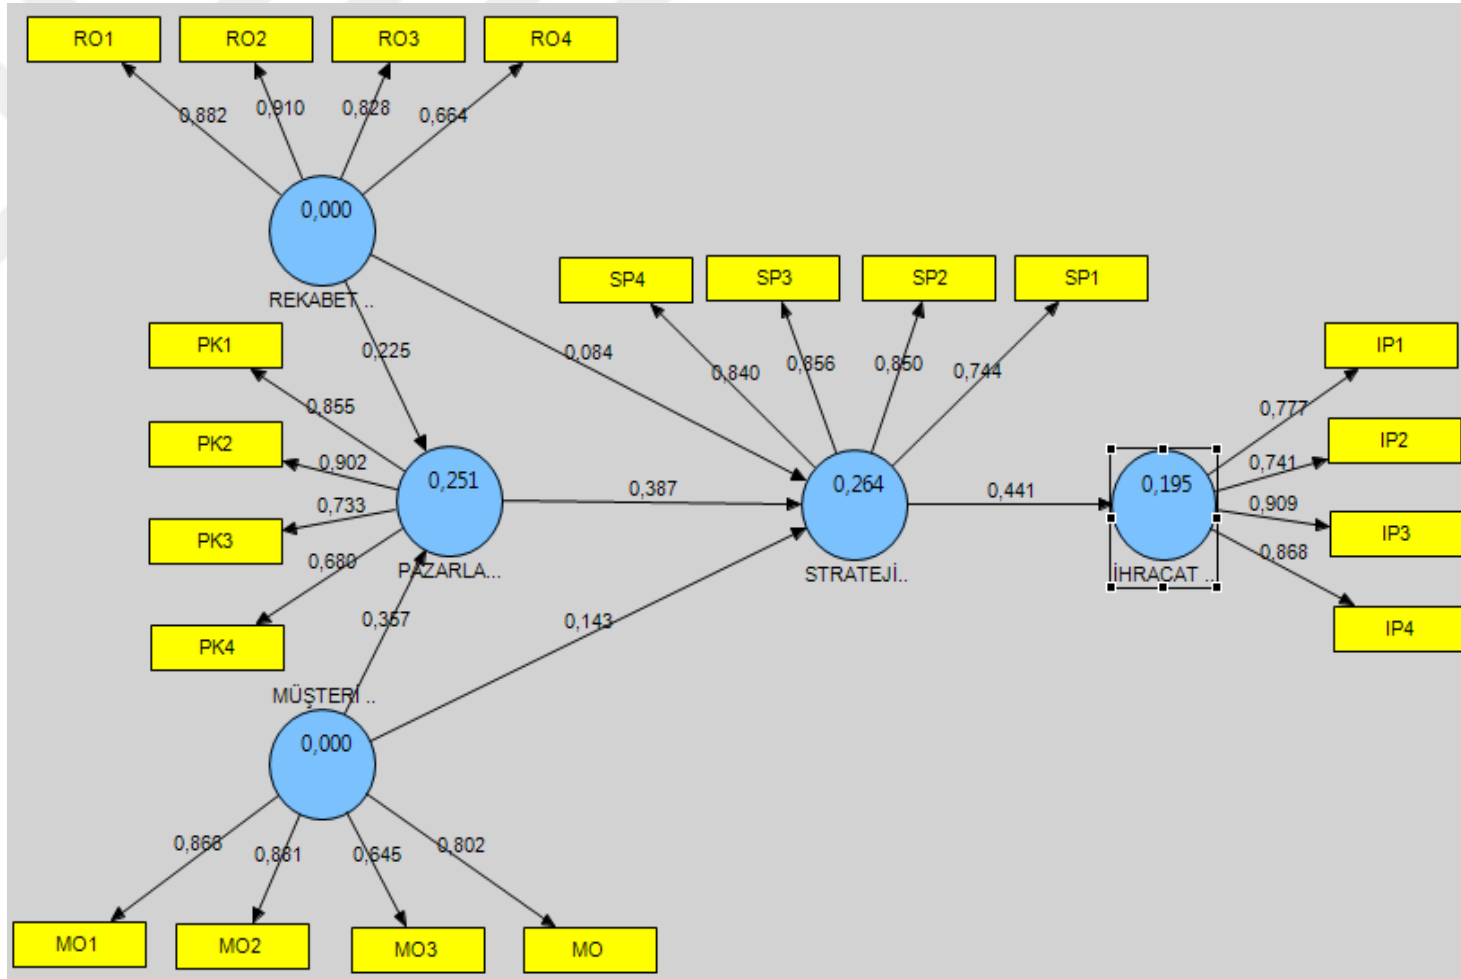 RO1 RO2 RO3 RO4
0,882 0,910 0,828 0,664
0,000
REKABET ..
SP4 SP3 SP2 SP1
0,840 0,856 0,850 0,744
PK1
PK2
PK3
PK4
0,225
0,084
0,855
0,902
0,733
0,680
0,251
PAZARLA...
0,387
0,264
STRATEJİ..
0,441
0,195
İHRACAT ..
IP1
IP2
IP3
IP4
0,777
0,741
0,909
0,868
0,357
0,143
MÜŞTERİ ..
0,000
0,866 0,881 0,645 0,802
MO1 MO2 MO3 MO